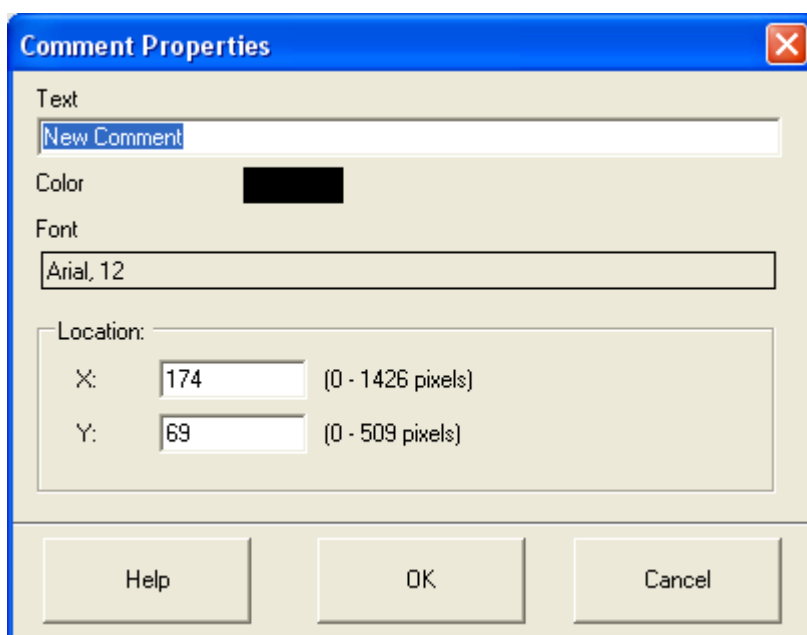 Comment Properties
Text
New Comment
Color
Font
Arial, 12
Location:
X: 174 (0 - 1426 pixels)
Y: 69 (0 - 509 pixels)
Help OK Cancel